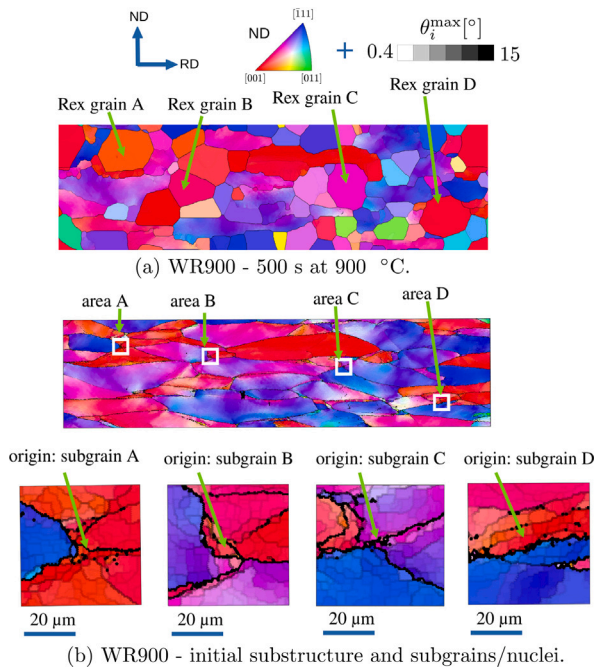 ND
RD
ND
[1̄11]
[001]
[011]
+
θᵢᵐᵃˣ[°]
0.4
15
Rex grain A
Rex grain B
Rex grain C
Rex grain D
(a) WR900 - 500 s at 900 °C.
area A
area B
area C
area D
origin: subgrain A
origin: subgrain B
origin: subgrain C
origin: subgrain D
20 µm
20 µm
20 µm
20 µm
(b) WR900 - initial substructure and subgrains/nuclei.